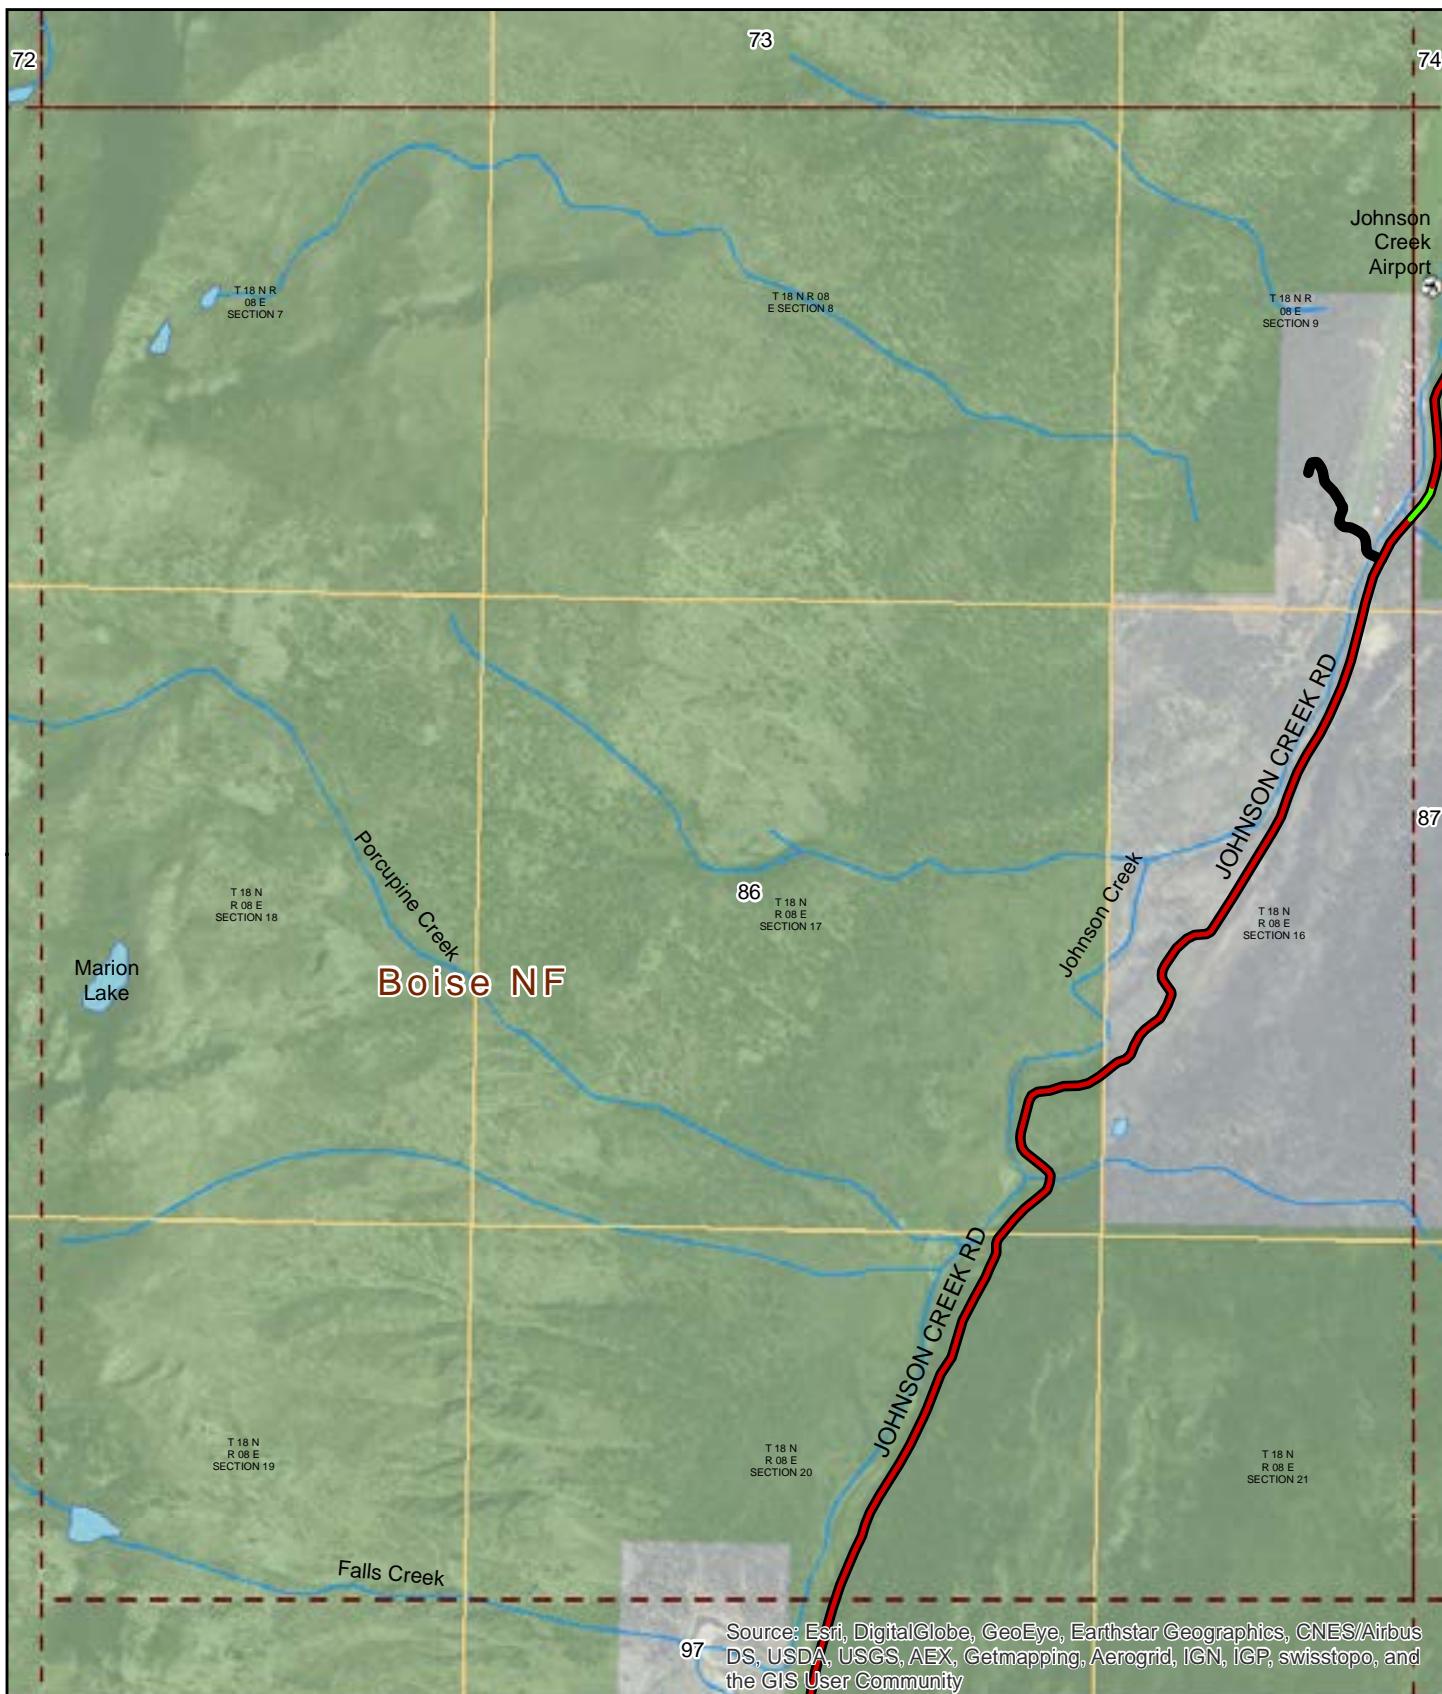 72
73
74
Johnson
Creek
Airport
T 18 N R
08 E
SECTION 7
T 18 N R 08
E SECTION 8
T 18 N R
08 E
SECTION 9
JOHNSON CREEK RD
87
Porcupine Creek
Johnson Creek
86
T 18 N
R 08 E
SECTION 18
T 18 N
R 08 E
SECTION 17
T 18 N
R 08 E
SECTION 16
Marion
Lake
Boise NF
JOHNSON CREEK RD
T 18 N
R 08 E
SECTION 19
T 18 N
R 08 E
SECTION 20
T 18 N
R 08 E
SECTION 21
Falls Creek
97
Source: Esri, DigitalGlobe, GeoEye, Earthstar Geographics, CNES/Airbus
DS, USDA, USGS, AEX, Getmapping, Aerogrid, IGN, IGP, swisstopo, and
the GIS User Community